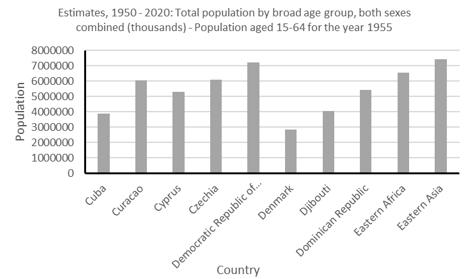 Estimates, 1950 - 2020: Total population by broad age group, both sexes
combined (thousands) - Population aged 15-64 for the year 1955
8000000
7000000
6000000
5000000
4000000
3000000
2000000
1000000
0
Population
Cuba
Curacao
Cyprus
Czechia
Democratic Republic of...
Denmark
Djibouti
Dominican Republic
Eastern Africa
Eastern Asia
Country